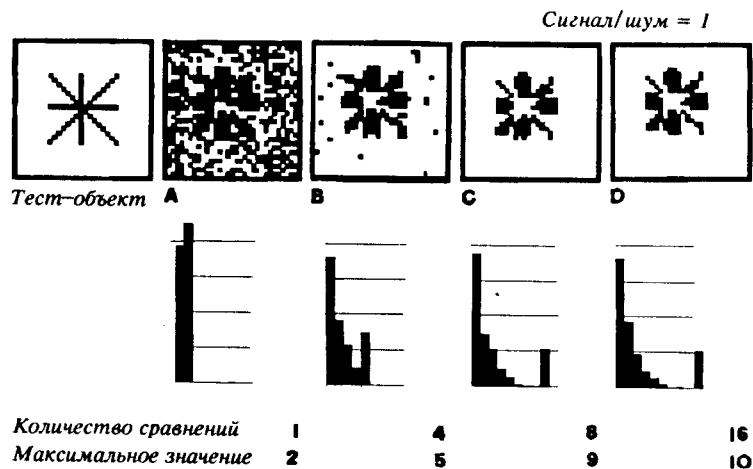 Сигнал/шум = 1
Тест-объект A B C D
Количество сравнений 1 4 8 16
Максимальное значение 2 5 9 10